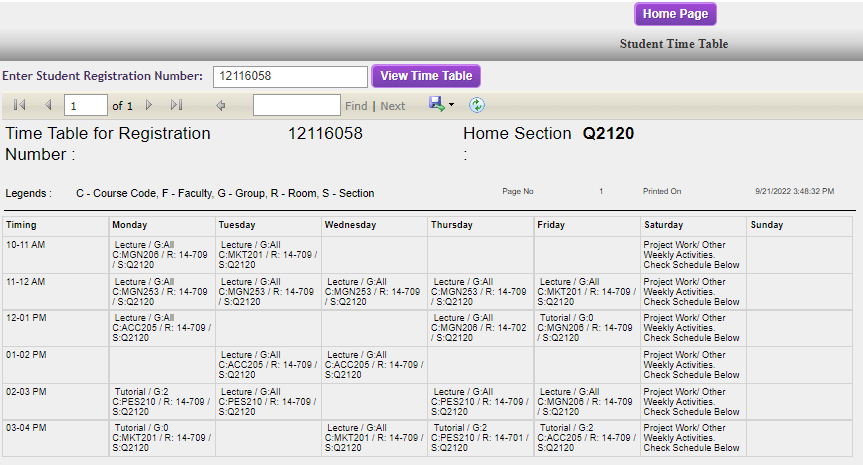 Home Page
Student Time Table
Enter Student Registration Number: 12116058 View Time Table
1 of 1 Find | Next
Time Table for Registration 12116058 Home Section Q2120
Number : :
Legends : C - Course Code, F - Faculty, G - Group, R - Room, S - Section Page No 1 Printed On 9/21/2022 3:48:32 PM
Timing Monday Tuesday Wednesday Thursday Friday Saturday Sunday
10-11 AM Lecture / G:All Lecture / G:All Project Work/ Other
C:MGN206 / R: 14-709 C:MKT201 / R: 14-709 / Weekly Activities.
/ S:Q2120 S:Q2120 Check Schedule Below
11-12 AM Lecture / G:All Lecture / G:All Lecture / G:All Lecture / G:All Lecture / G:All Project Work/ Other
C:MGN253 / R: 14-709 C:MGN253 / R: 14-709 C:MGN253 / R: 14-709 C:MGN253 / R: 14-709 C:MKT201 / R: 14-709 / Weekly Activities.
/ S:Q2120 / S:Q2120 / S:Q2120 / S:Q2120 S:Q2120 Check Schedule Below
12-01 PM Lecture / G:All Lecture / G:All Tutorial / G:0 Project Work/ Other
C:ACC205 / R: 14-709 / C:MGN206 / R: 14-702 C:MGN206 / R: 14-709 Weekly Activities.
S:Q2120 / S:Q2120 / S:Q2120 Check Schedule Below
01-02 PM Lecture / G:All Lecture / G:All Project Work/ Other
C:ACC205 / R: 14-709 / C:ACC205 / R: 14-709 / Weekly Activities.
S:Q2120 S:Q2120 Check Schedule Below
02-03 PM Tutorial / G:2 Lecture / G:All Lecture / G:All Lecture / G:All Project Work/ Other
C:PES210 / R: 14-709 / C:PES210 / R: 14-709 / C:PES210 / R: 14-709 / C:MGN206 / R: 14-709 Weekly Activities.
S:Q2120 S:Q2120 S:Q2120 / S:Q2120 Check Schedule Below
03-04 PM Tutorial / G:0 Lecture / G:All Tutorial / G:2 Tutorial / G:2 Project Work/ Other
C:MKT201 / R: 14-709 / C:MKT201 / R: 14-709 / C:PES210 / R: 14-701 / C:ACC205 / R: 14-709 / Weekly Activities.
S:Q2120 S:Q2120 S:Q2120 S:Q2120 Check Schedule Below